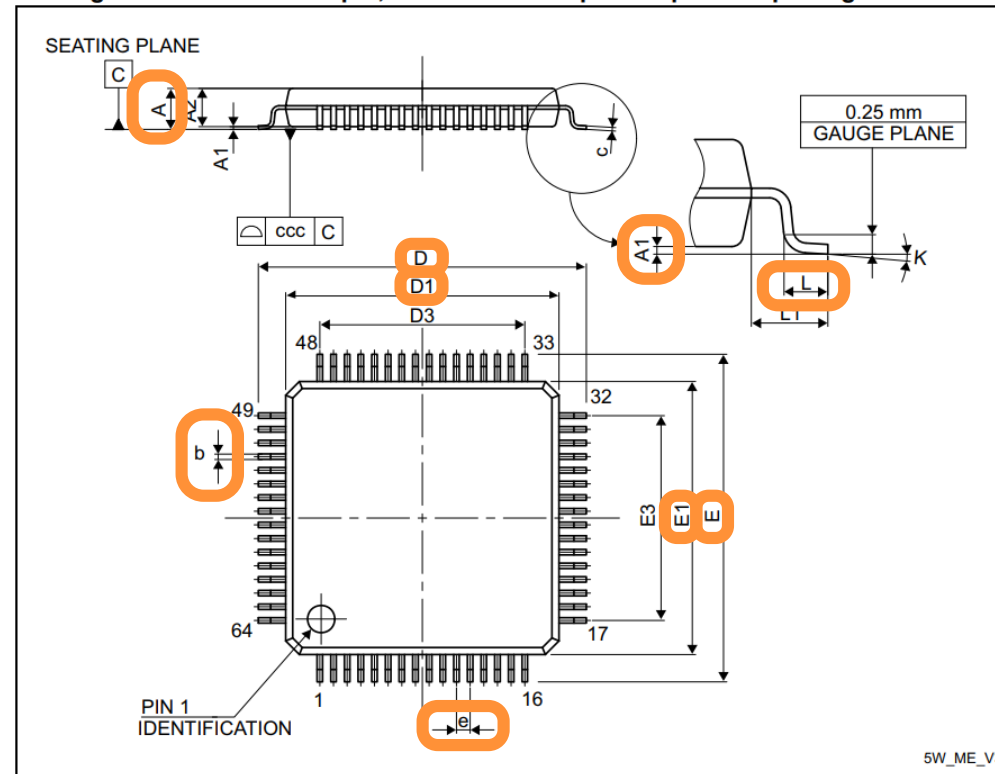 SEATING PLANE
C
A
A2
A1
c
0.25 mm
GAUGE PLANE
ccc C
A1
K
L
L1
D
D1
D3
48
33
49
32
b
E3
E1
E
64
17
PIN 1
IDENTIFICATION
1
16
e
5W_ME_V